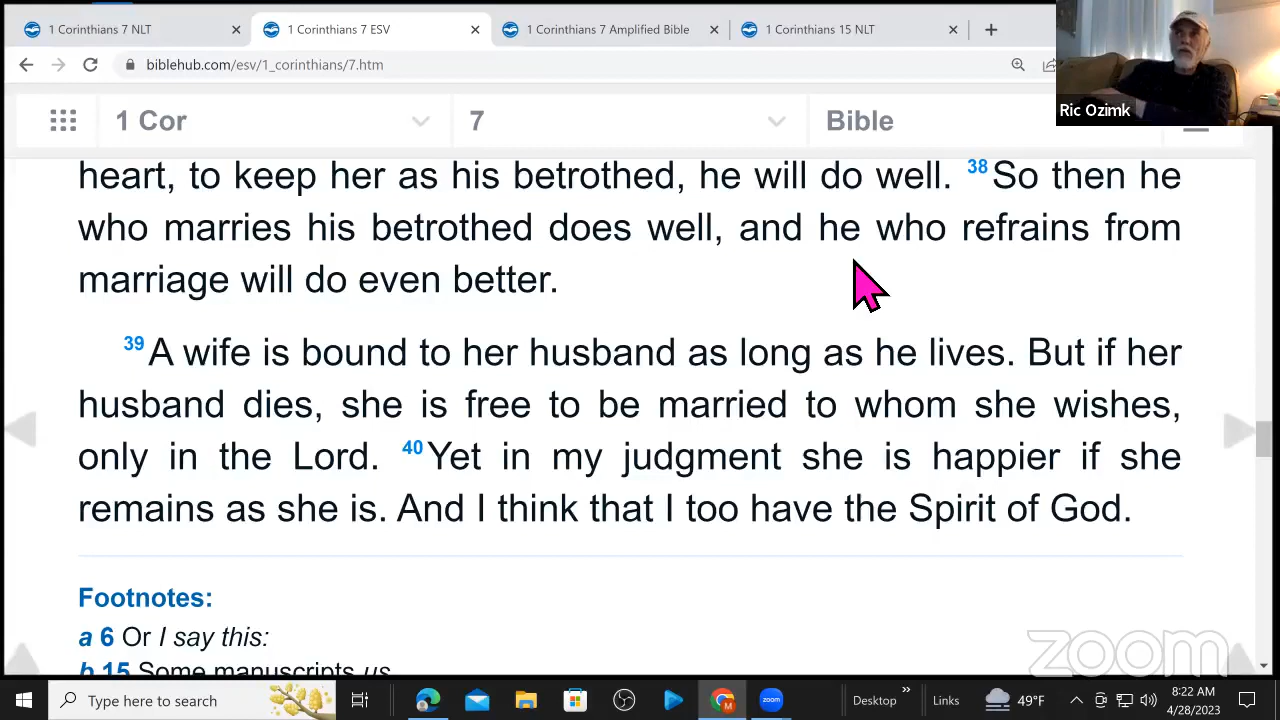 1 Corinthians 7 NLT
1 Corinthians 7 ESV
1 Corinthians 7 Amplified Bible
1 Corinthians 15 NLT
biblehub.com/esv/1_corinthians/7.htm
Ric Ozimk
1 Cor
7
Bible
heart, to keep her as his betrothed, he will do well. 38 So then he
who marries his betrothed does well, and he who refrains from
marriage will do even better.
39 A wife is bound to her husband as long as he lives. But if her
husband dies, she is free to be married to whom she wishes,
only in the Lord. 40 Yet in my judgment she is happier if she
remains as she is. And I think that I too have the Spirit of God.
Footnotes:
a 6 Or I say this:
b 15 Some manuscripts us
zoom
Type here to search
zoom
Desktop
Links
49°F
8:22 AM
4/28/2023